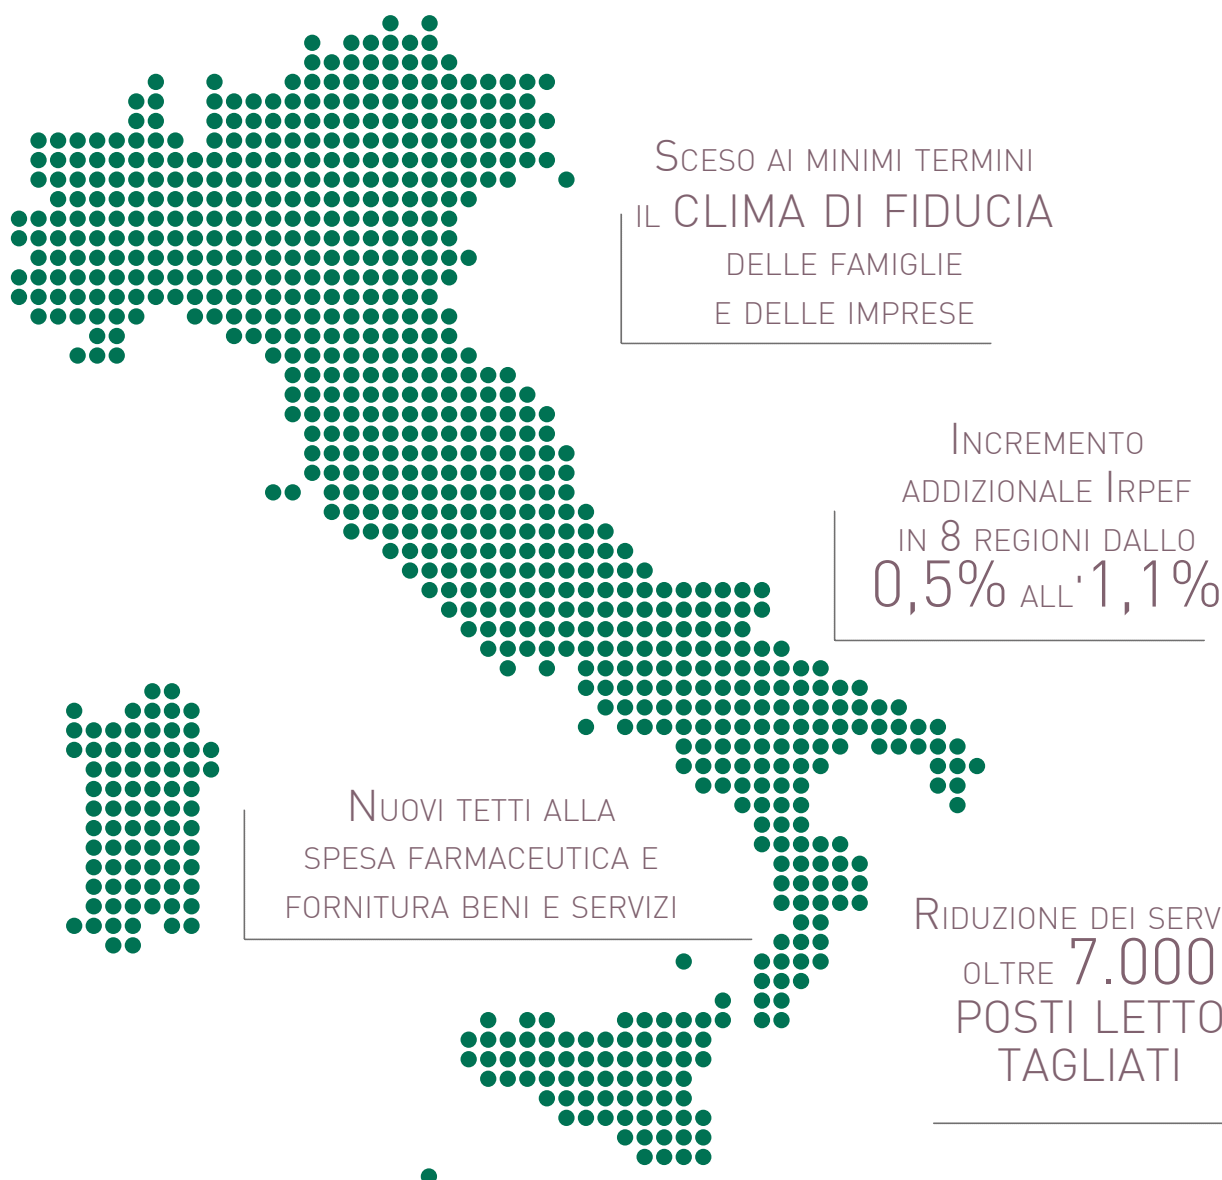 Sceso ai minimi termini
il CLIMA DI FIDUCIA
delle famiglie
e delle imprese
Incremento
addizionale Irpef
in 8 regioni dallo
0,5% all'1,1%
Nuovi tetti alla
spesa farmaceutica e
fornitura beni e servizi
Riduzione dei serv
oltre 7.000
POSTI LETTO
TAGLIATI